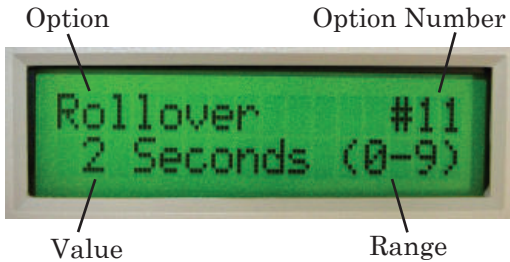 Option Option Number
Rollover #11
2 Seconds (0-9)
Value Range